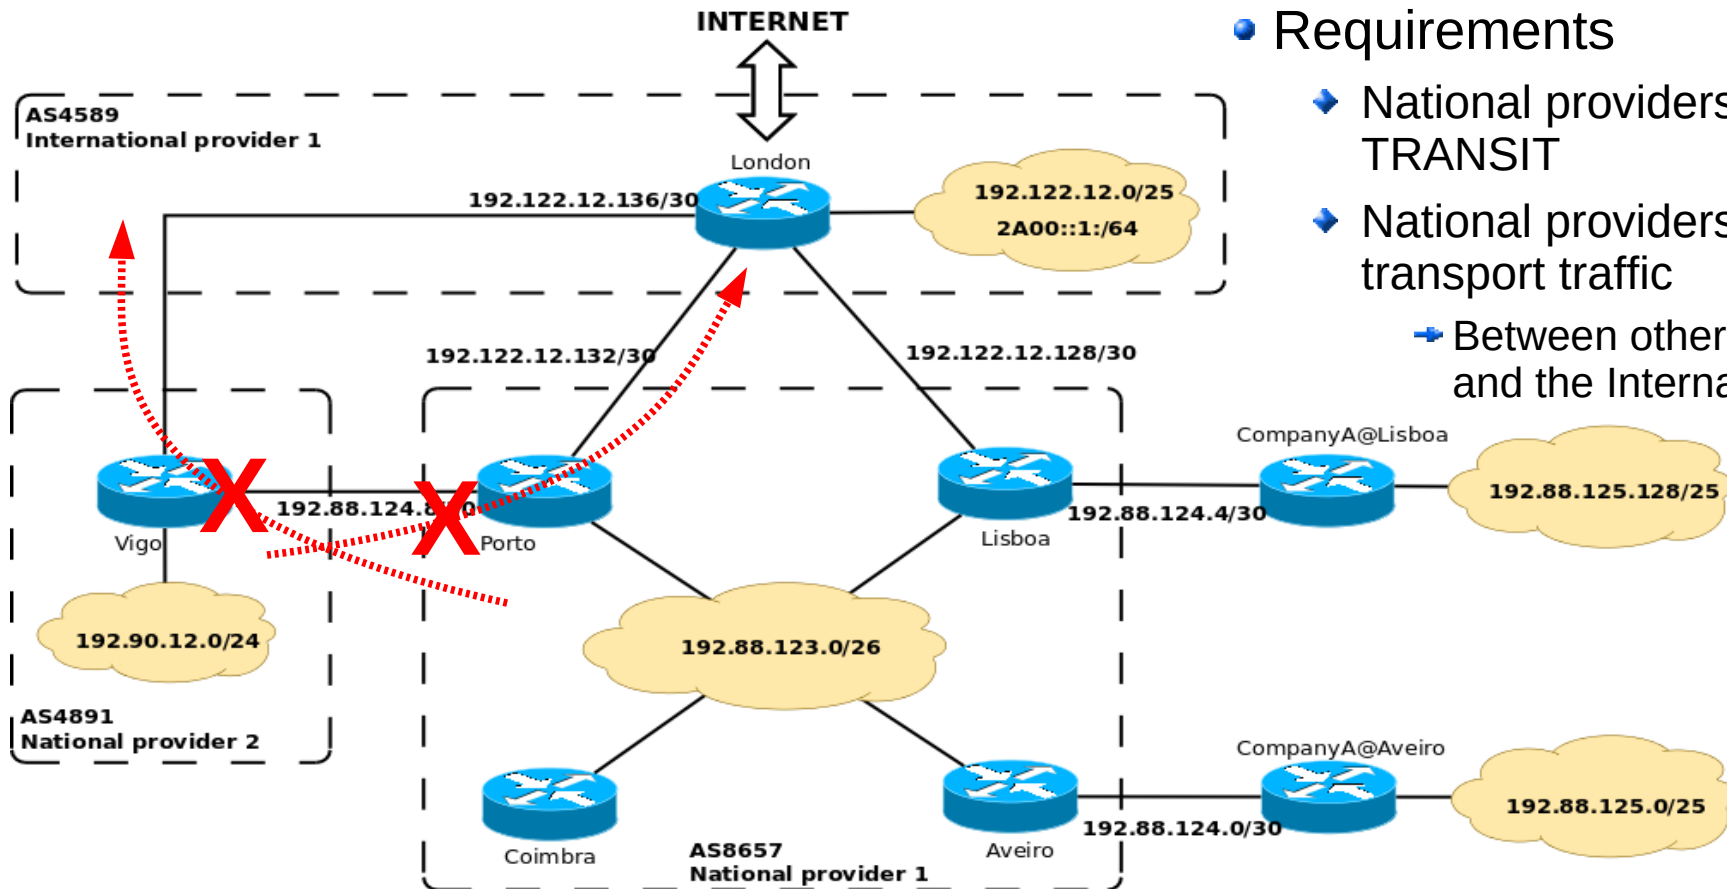 INTERNET
Requirements
AS4589
International provider 1
National providers
TRANSIT
London
192.122.12.136/30
192.122.12.0/25
2A00::1:/64
National providers
transport traffic
192.122.12.132/30
192.122.12.128/30
Between other
and the Interna
CompanyA@Lisboa
192.88.125.128/25
192.88.124.8
X
X
192.88.124.4/30
Vigo
Porto
Lisboa
192.90.12.0/24
192.88.123.0/26
AS4891
National provider 2
CompanyA@Aveiro
192.88.125.0/25
192.88.124.0/30
Coimbra
AS8657
National provider 1
Aveiro